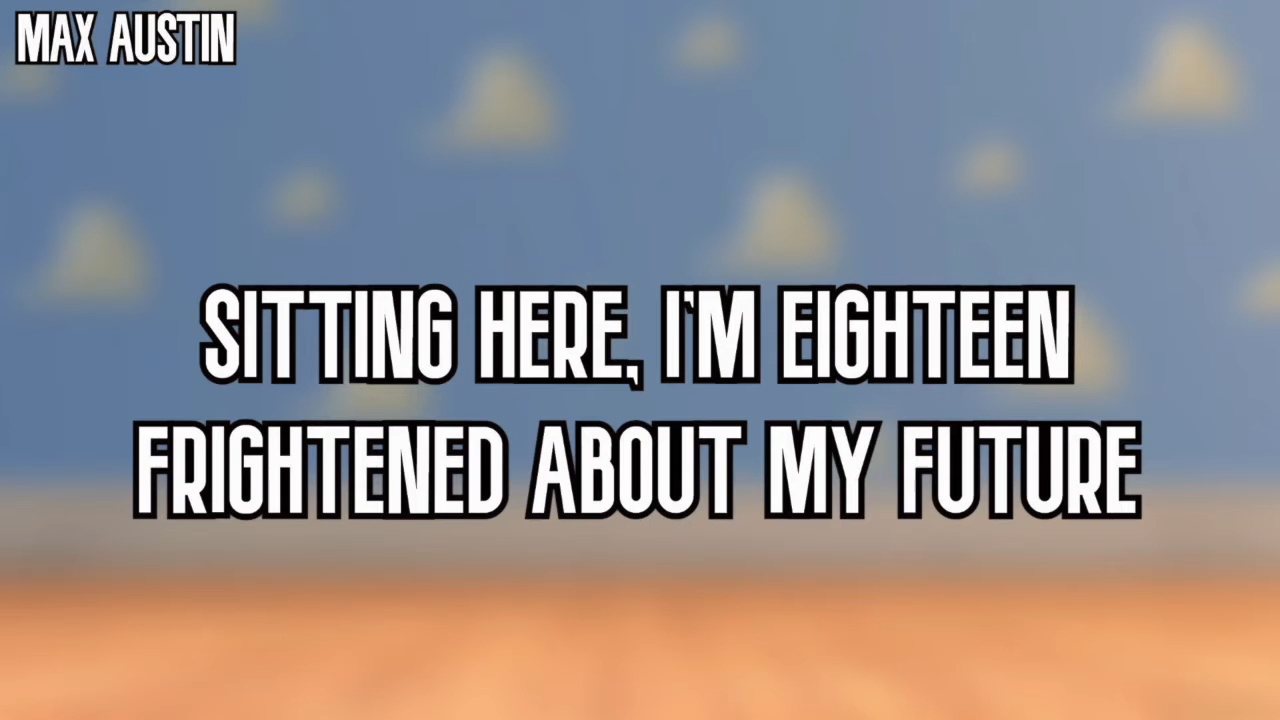 MAX AUSTIN
SITTING HERE, I'M EIGHTEEN
FRIGHTENED ABOUT MY FUTURE